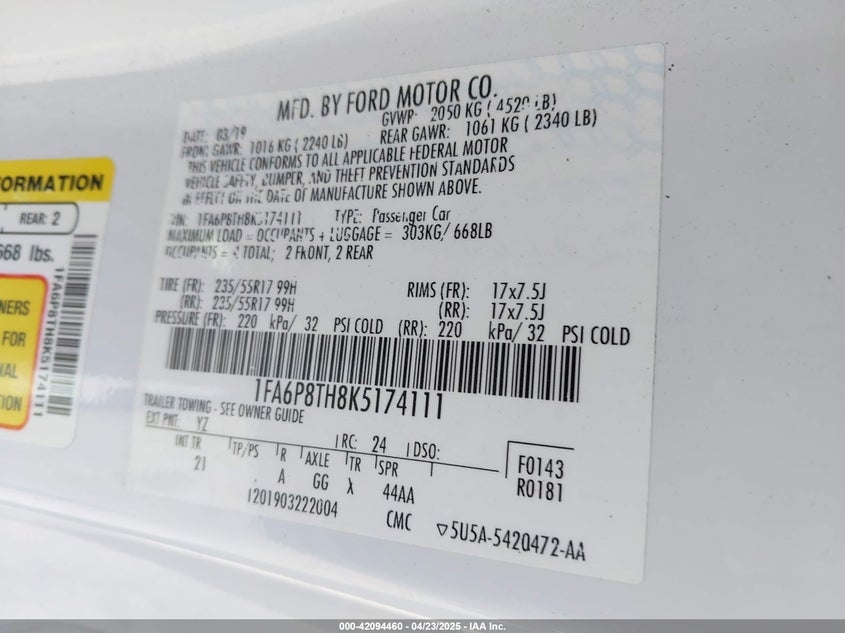 MFD. BY FORD MOTOR CO.
DATE: 03/19 GVWR: 2050 KG ( 4520 LB)
FRONT GAWR: 1016 KG ( 2240 LB) REAR GAWR: 1061 KG ( 2340 LB)
THIS VEHICLE CONFORMS TO ALL APPLICABLE FEDERAL MOTOR
VEHICLE SAFETY, BUMPER, AND THEFT PREVENTION STANDARDS
IN EFFECT ON THE DATE OF MANUFACTURE SHOWN ABOVE.
VIN: 1FA6P8TH8K5174111 TYPE: Passenger Car
MAXIMUM LOAD = OCCUPANTS + LUGGAGE = 303KG/ 668LB
OCCUPANTS = 4 TOTAL; 2 FRONT, 2 REAR
TIRE (FR): 235/55R17 99H RIMS (FR): 17x7.5J
(RR): 235/55R17 99H (RR): 17x7.5J
PRESSURE (FR): 220 kPa/ 32 PSI COLD (RR): 220 kPa/ 32 PSI COLD
1FA6P8TH8K5174111
TRAILER TOWING - SEE OWNER GUIDE
EXT PNT: YZ RC: 24 DSO:
INT TR TP/PS R AXLE TR SPR
21 A GG λ 44AA
F0143
R0181
1201903222004 CMC ▽5U5A-5420472-AA
ORMATION
REAR: 2
668 lbs.
NERS
FOR
NAL
TION
1FA6P8TH8K5174111
000-42094460 - 04/23/2025 - IAAI.COM